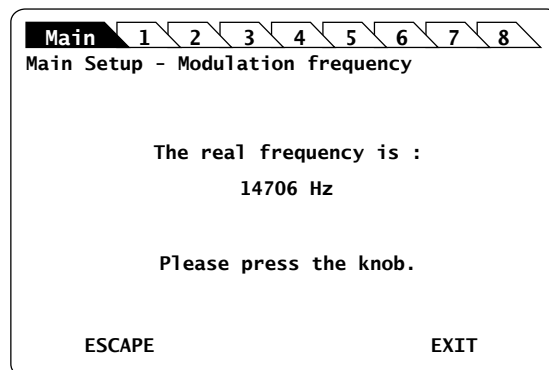 Main 1 2 3 4 5 6 7 8
Main Setup - Modulation frequency
The real frequency is :
14706 Hz
Please press the knob.
ESCAPE EXIT